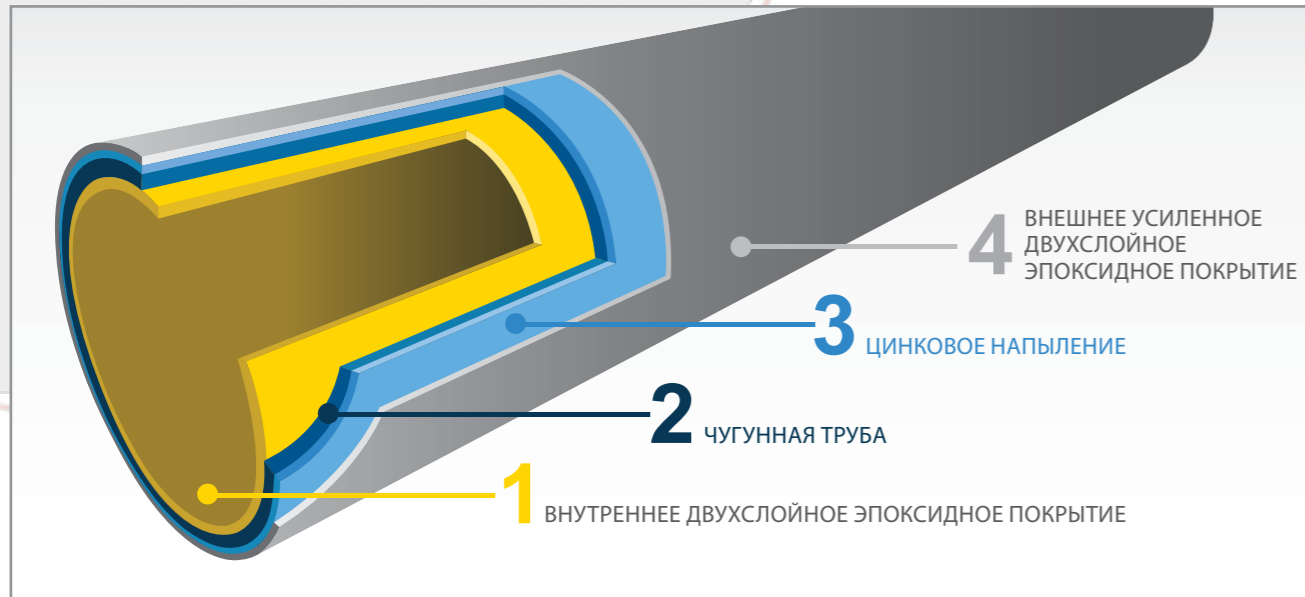 4 ВНЕШНЕЕ УСИЛЕННОЕ
ДВУХСЛОЙНОЕ
ЭПОКСИДНОЕ ПОКРЫТИЕ
3 ЦИНКОВОЕ НАПЫЛЕНИЕ
2 ЧУГУННАЯ ТРУБА
1 ВНУТРЕННЕЕ ДВУХСЛОЙНОЕ ЭПОКСИДНОЕ ПОКРЫТИЕ